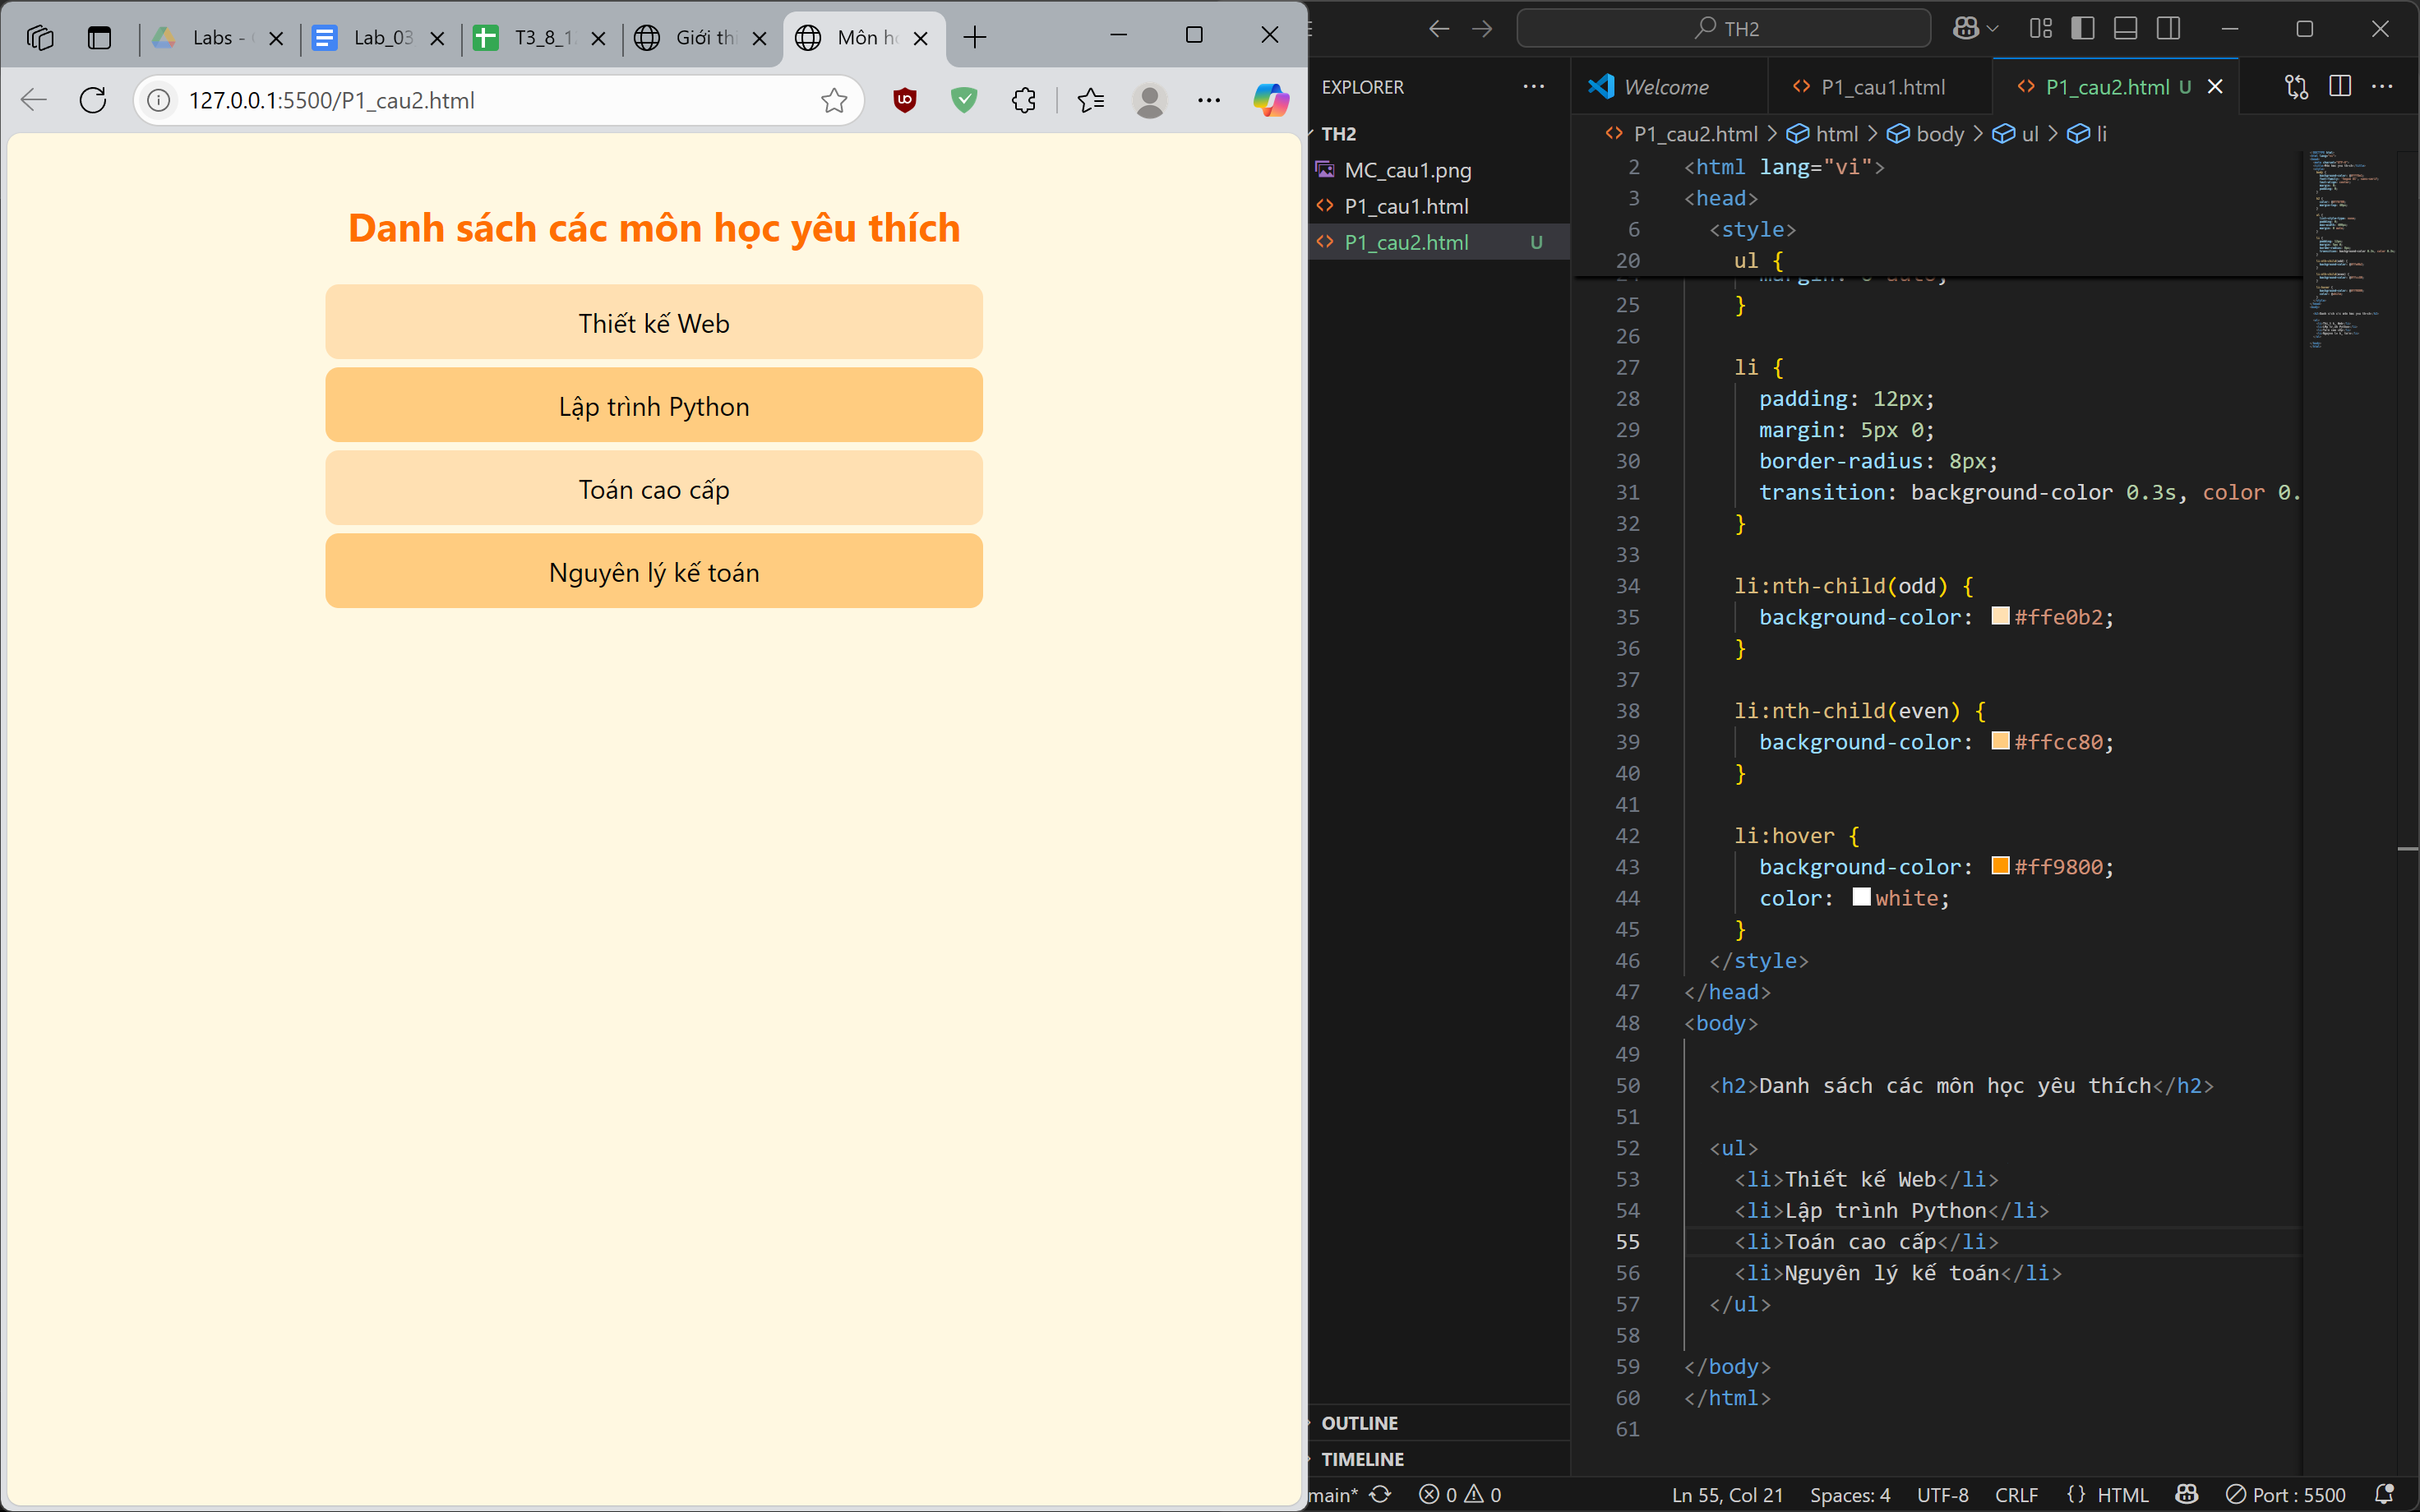 Labs -
Lab_03
T3_8_1.
Giới th
Môn h
127.0.0.1:5500/P1_cau2.html
Danh sách các môn học yêu thích
Thiết kế Web
Lập trình Python
Toán cao cấp
Nguyên lý kế toán
TH2
EXPLORER
TH2
MC_cau1.png
P1_cau1.html
P1_cau2.html U
Welcome
P1_cau1.html
P1_cau2.html U
P1_cau2.html > html > body > ul > li
2 <html lang="vi">
3 <head>
6 <style>
20 ul {
25 }
26
27 li {
28 padding: 12px;
29 margin: 5px 0;
30 border-radius: 8px;
31 transition: background-color 0.3s, color 0.
32 }
33
34 li:nth-child(odd) {
35 background-color: #ffe0b2;
36 }
37
38 li:nth-child(even) {
39 background-color: #ffcc80;
40 }
41
42 li:hover {
43 background-color: #ff9800;
44 color: white;
45 }
46 </style>
47 </head>
48 <body>
49
50 <h2>Danh sách các môn học yêu thích</h2>
51
52 <ul>
53 <li>Thiết kế Web</li>
54 <li>Lập trình Python</li>
55 <li>Toán cao cấp</li>
56 <li>Nguyên lý kế toán</li>
57 </ul>
58
59 </body>
60 </html>
61
OUTLINE
TIMELINE
main* 0 0 Ln 55, Col 21 Spaces: 4 UTF-8 CRLF {} HTML Port : 5500